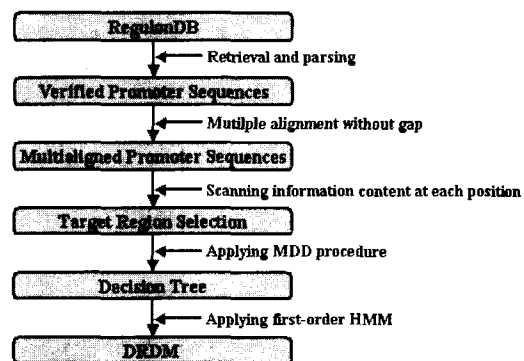 RegulonDB
Retrieval and parsing
Verified Promoter Sequences
Mutilple alignment without gap
Multialigned Promoter Sequences
Scanning information content at each position
Target Region Selection
Applying MDD procedure
Decision Tree
Applying first-order HMM
DRDM